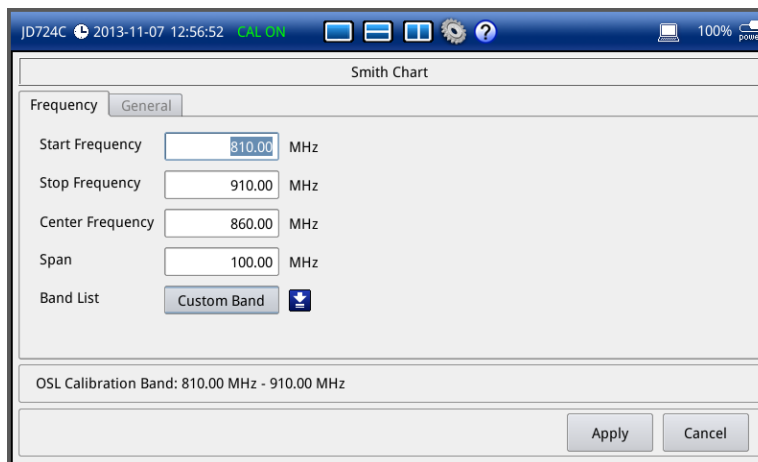 JD724C 2013-11-07 12:56:52 CAL ON ? 100%
Smith Chart
Frequency General
Start Frequency 810.00 MHz
Stop Frequency 910.00 MHz
Center Frequency 860.00 MHz
Span 100.00 MHz
Band List Custom Band
OSL Calibration Band: 810.00 MHz - 910.00 MHz
Apply Cancel